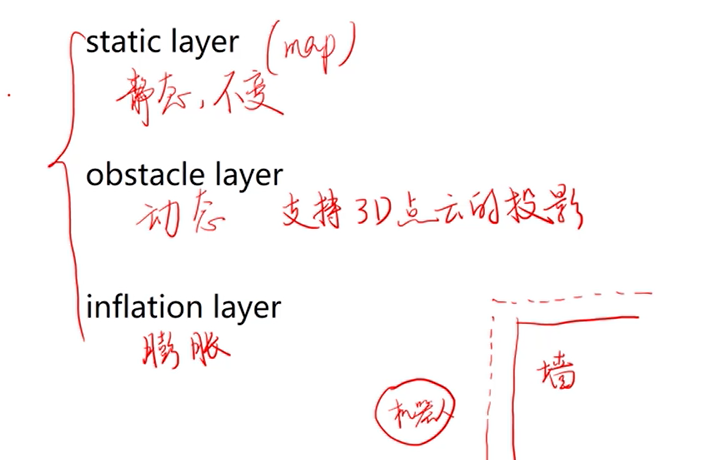 static layer (map)
静态,不变
obstacle layer
动态 支持3D点云的投影
inflation layer
膨胀
墙
机器人